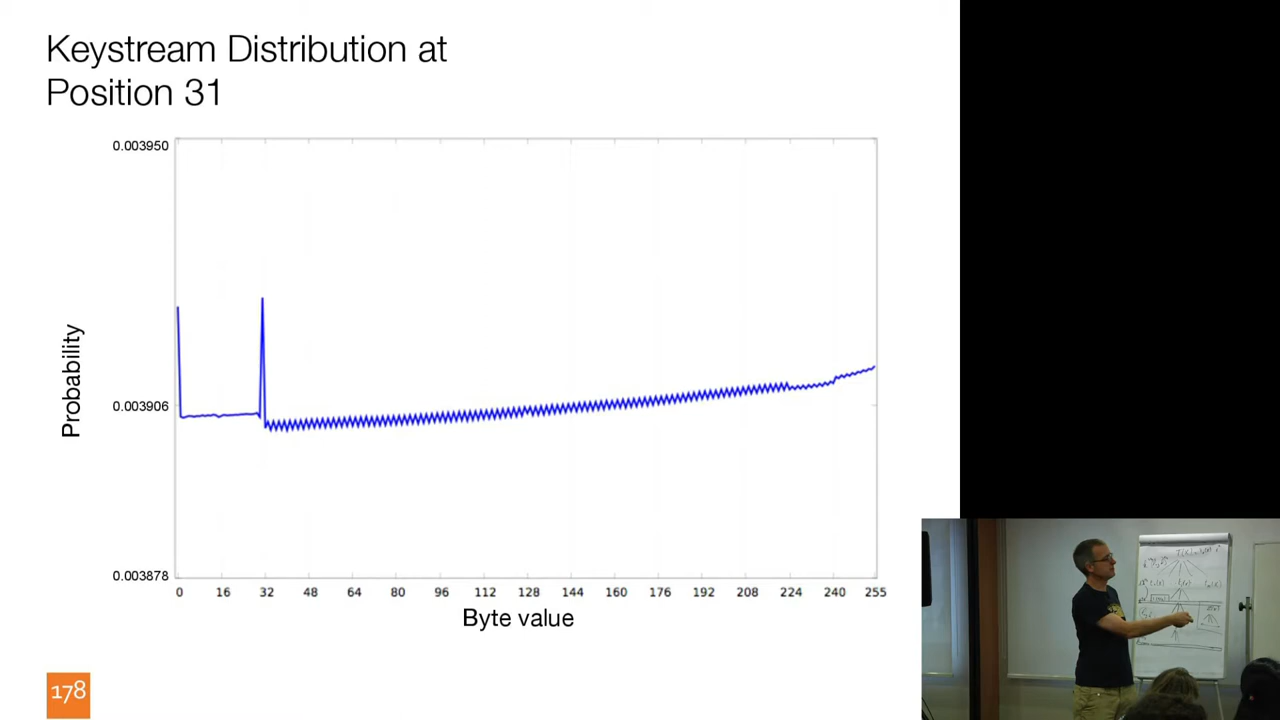 Keystream Distribution at
Position 31
0.003950
0.003906
0.003878
Probability
0 16 32 48 64 80 96 112 128 144 160 176 192 208 224 240 255
Byte value
178